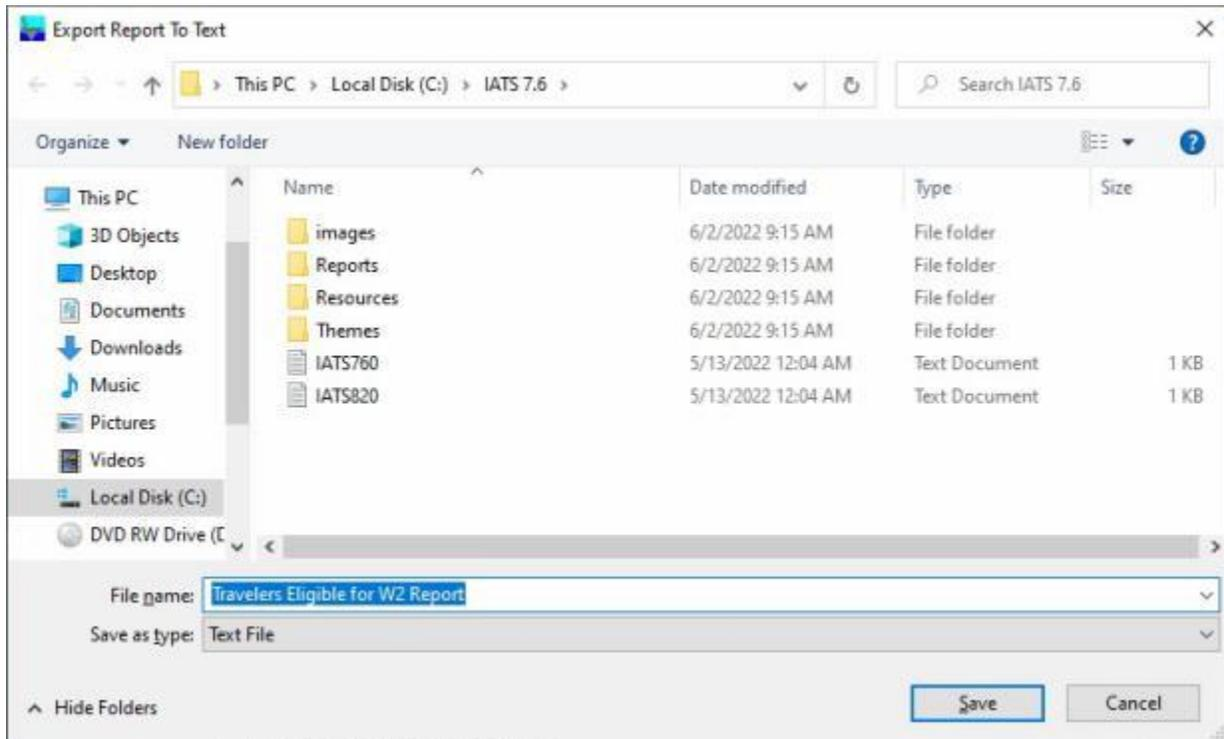 Export Report To Text
This PC > Local Disk (C:) > IATS 7.6 >
Search IATS 7.6
Organize
New folder
Name Date modified Type Size
This PC
3D Objects
Desktop
Documents
Downloads
Music
Pictures
Videos
Local Disk (C:)
DVD RW Drive (D
images 6/2/2022 9:15 AM File folder
Reports 6/2/2022 9:15 AM File folder
Resources 6/2/2022 9:15 AM File folder
Themes 6/2/2022 9:15 AM File folder
IATS760 5/13/2022 12:04 AM Text Document 1 KB
IATS820 5/13/2022 12:04 AM Text Document 1 KB
File name: Travelers Eligible for W2 Report
Save as type: Text File
Hide Folders
Save
Cancel